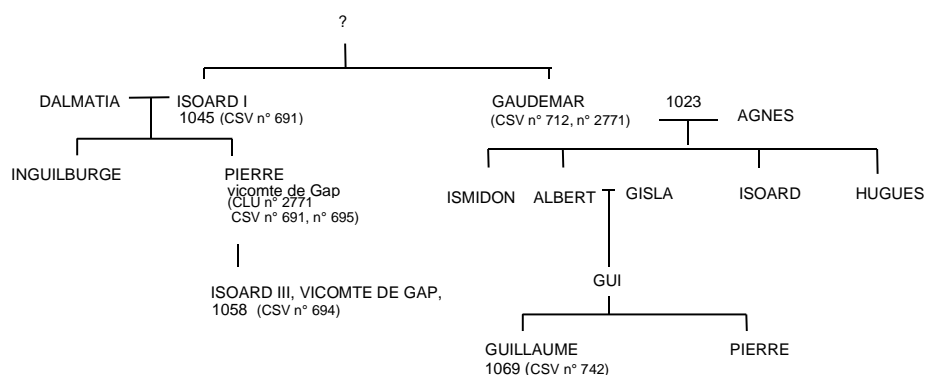 ?
DALMATIA
ISOARD I
1045 (CSV n° 691)
GAUDEMAR
(CSV n° 712, n° 2771)
1023
AGNES
INGUILBURGE
PIERRE
vicomte de Gap
(CLU n° 2771
CSV n° 691, n° 695)
ISMIDON
ALBERT
GISLA
ISOARD
HUGUES
ISOARD III, VICOMTE DE GAP,
1058 (CSV n° 694)
GUI
GUILLAUME
1069 (CSV n° 742)
PIERRE